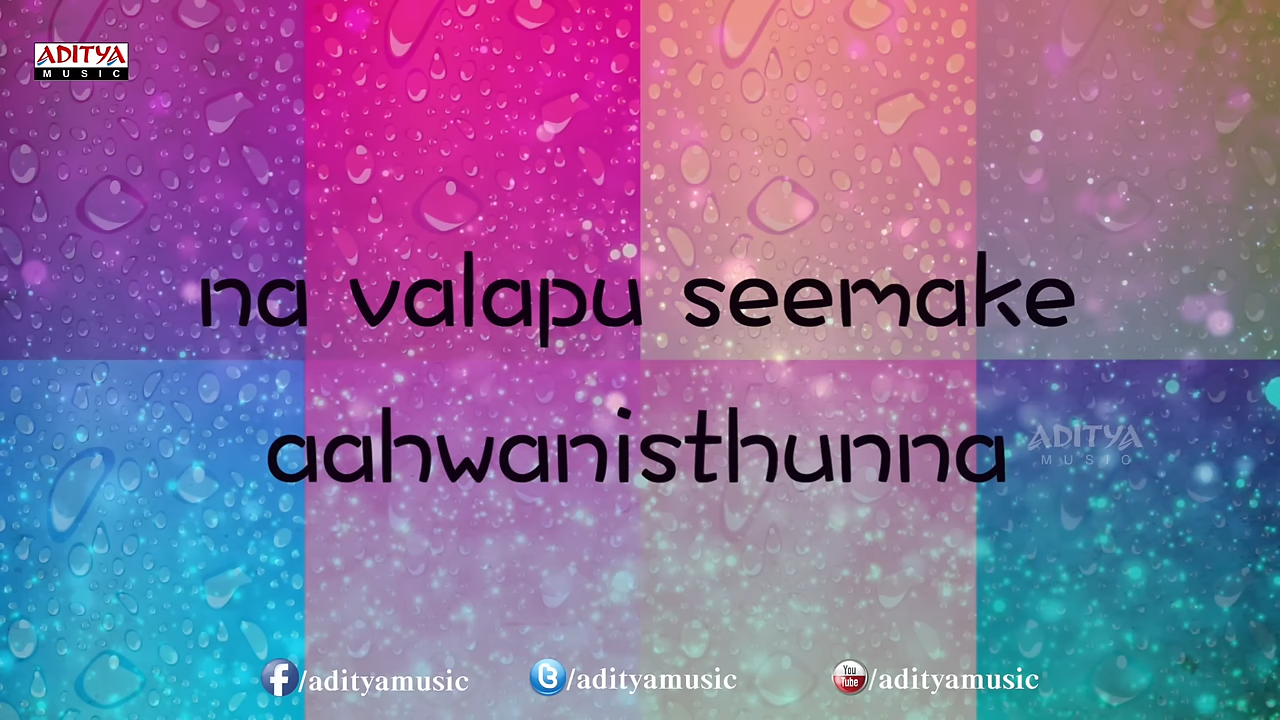 ADITYA
MUSIC
na valapu seemake
aahwanisthunna
ADITYA
MUSIC
f/adityamusic
t/adityamusic
You Tube/adityamusic